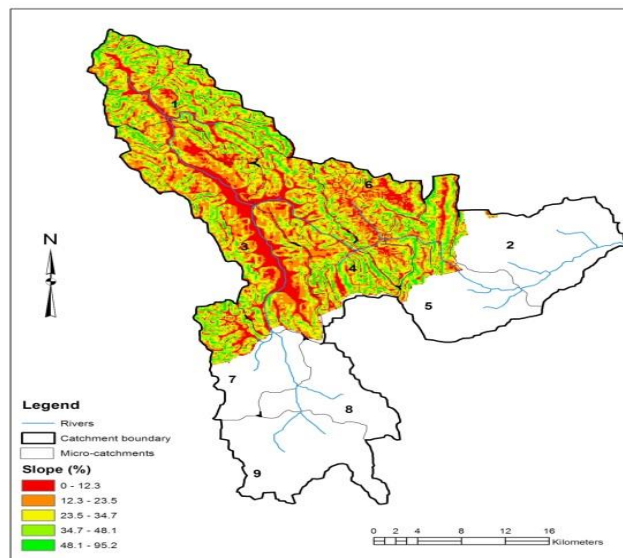 1
6
2
3
4
5
N
7
8
9
Legend
Rivers
Catchment boundary
Micro-catchments
Slope (%)
0 - 12.3
12.3 - 23.5
23.5 - 34.7
34.7 - 48.1
48.1 - 95.2
0 2 4 8 12 16
Kilometers